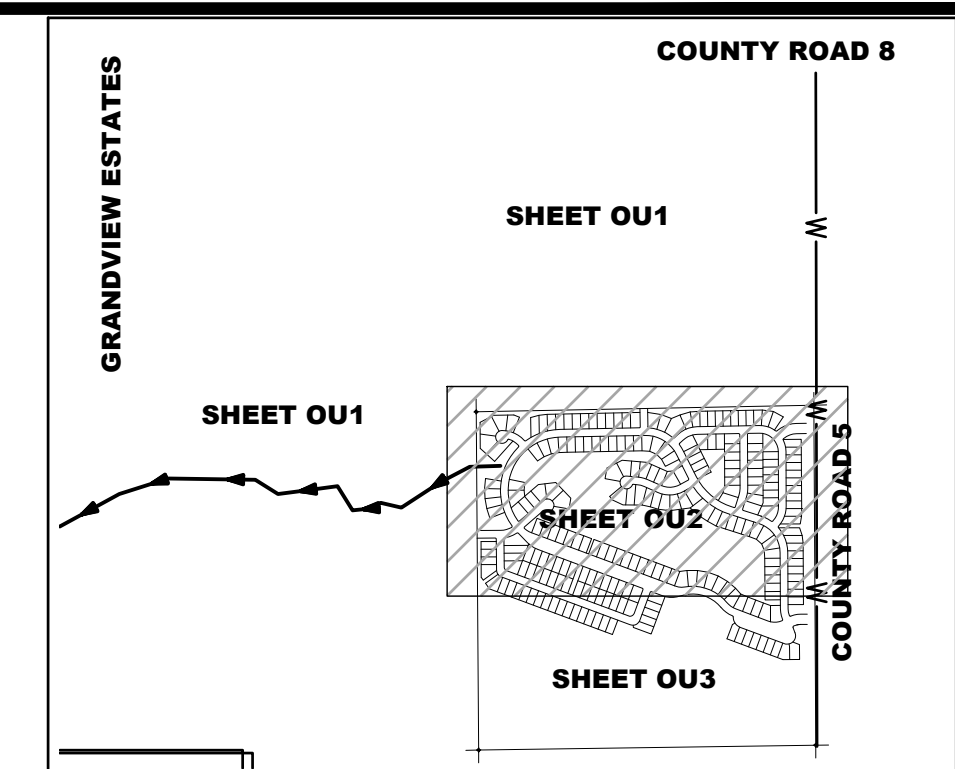 COUNTY ROAD 8
GRANDVIEW ESTATES
SHEET OU1
SHEET OU1
COUNTY ROAD 5
SHEET OU2
SHEET OU3